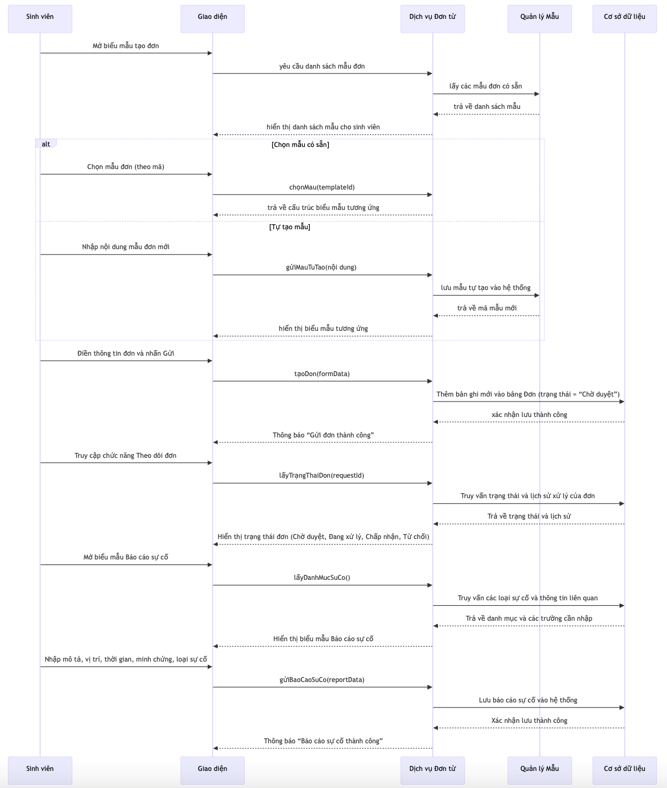 Sinh viên
Giao diện
Dịch vụ Đơn từ
Quản lý Mẫu
Cơ sở dữ liệu
Mở biểu mẫu tạo đơn
yêu cầu danh sách mẫu đơn
lấy các mẫu đơn có sẵn
trả về danh sách mẫu
hiển thị danh sách mẫu cho sinh viên
alt
[Chọn mẫu có sẵn]
Chọn mẫu đơn (theo mã)
chọnMau(templateId)
trả về cấu trúc biểu mẫu tương ứng
[Tự tạo mẫu]
Nhập nội dung mẫu đơn mới
gửiMauTuTao(nội dung)
lưu mẫu tự tạo vào hệ thống
trả về mã mẫu mới
hiển thị biểu mẫu tương ứng
Điền thông tin đơn và nhấn Gửi
tạoDon(formData)
Thêm bản ghi mới vào bảng Đơn (trạng thái = “Chờ duyệt”)
xác nhận lưu thành công
Thông báo “Gửi đơn thành công”
Truy cập chức năng Theo dõi đơn
lấyTrạngThaiDon(requestId)
Truy vấn trạng thái và lịch sử xử lý của đơn
Trả về trạng thái và lịch sử
Hiển thị trạng thái đơn (Chờ duyệt, Đang xử lý, Chấp nhận, Từ chối)
Mở biểu mẫu Báo cáo sự cố
lấyDanhMucSuCo()
Truy vấn các loại sự cố và thông tin liên quan
Trả về danh mục và các trường cần nhập
Hiển thị biểu mẫu Báo cáo sự cố
Nhập mô tả, vị trí, thời gian, minh chứng, loại sự cố
gửiBaoCaoSuCo(reportData)
Lưu báo cáo sự cố vào hệ thống
Xác nhận lưu thành công
Thông báo “Báo cáo sự cố thành công”
Sinh viên
Giao diện
Dịch vụ Đơn từ
Quản lý Mẫu
Cơ sở dữ liệu